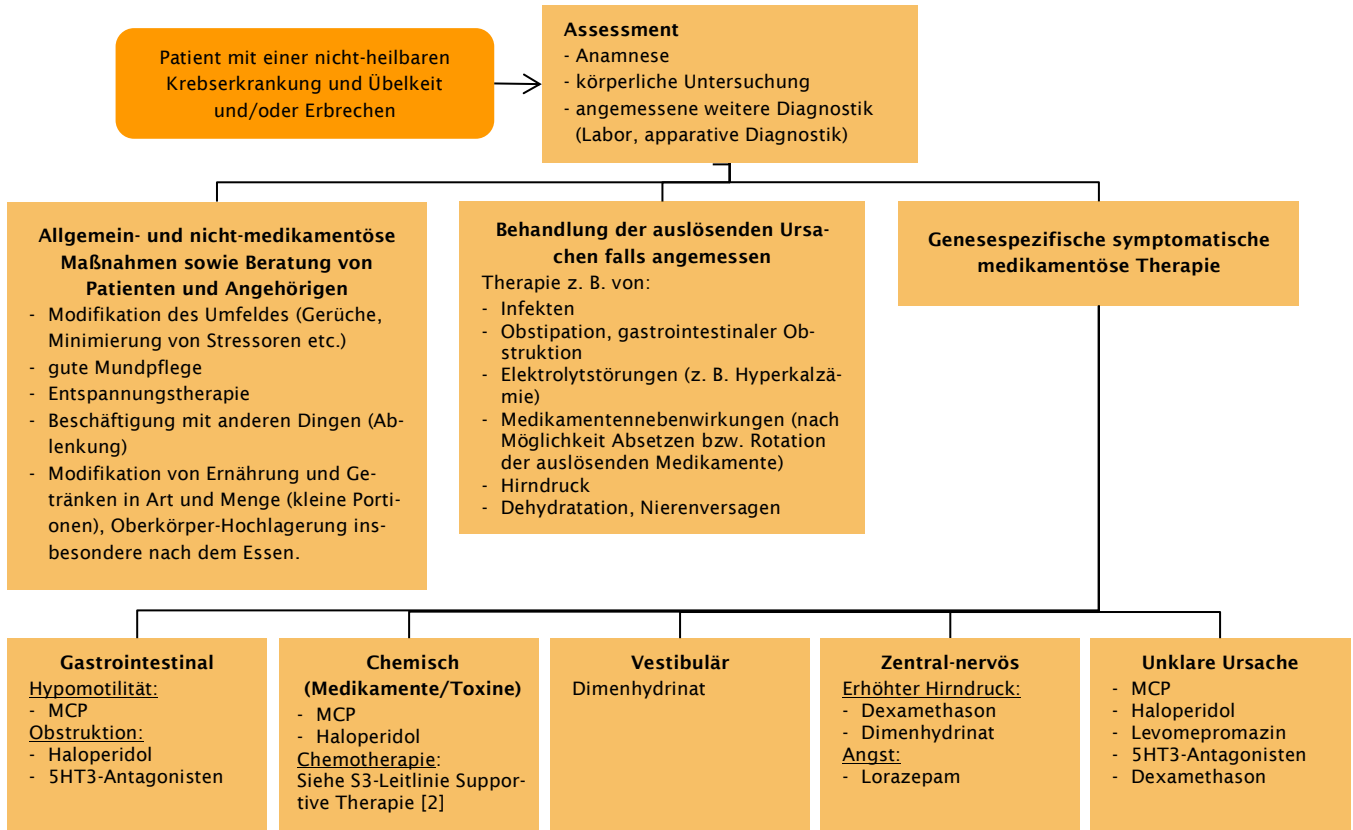 Patient mit einer nicht-heilbaren
Krebserkrankung und Übelkeit
und/oder Erbrechen
Assessment
- Anamnese
- körperliche Untersuchung
- angemessene weitere Diagnostik
(Labor, apparative Diagnostik)
Allgemein- und nicht-medikamentöse
Maßnahmen sowie Beratung von
Patienten und Angehörigen
- Modifikation des Umfeldes (Gerüche,
Minimierung von Stressoren etc.)
- gute Mundpflege
- Entspannungstherapie
- Beschäftigung mit anderen Dingen (Ab-
lenkung)
- Modifikation von Ernährung und Ge-
tränken in Art und Menge (kleine Porti-
onen), Oberkörper-Hochlagerung ins-
besondere nach dem Essen.
Behandlung der auslösenden Ursa-
chen falls angemessen
Therapie z. B. von:
- Infekten
- Obstipation, gastrointestinaler Ob-
struktion
- Elektrolytstörungen (z. B. Hyperkalzä-
mie)
- Medikamentennebenwirkungen (nach
Möglichkeit Absetzen bzw. Rotation
der auslösenden Medikamente)
- Hirndruck
- Dehydratation, Nierenversagen
Genesespezifische symptomatische
medikamentöse Therapie
Gastrointestinal
Hypomotilität:
- MCP
Obstruktion:
- Haloperidol
- 5HT3-Antagonisten
Chemisch
(Medikamente/Toxine)
- MCP
- Haloperidol
Chemotherapie:
Siehe S3-Leitlinie Suppor-
tive Therapie [2]
Vestibulär
Dimenhydrinat
Zentral-nervös
Erhöhter Hirndruck:
- Dexamethason
- Dimenhydrinat
Angst:
- Lorazepam
Unklare Ursache
- MCP
- Haloperidol
- Levomepromazin
- 5HT3-Antagonisten
- Dexamethason